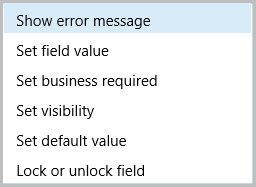 Show error message
Set field value
Set business required
Set visibility
Set default value
Lock or unlock field